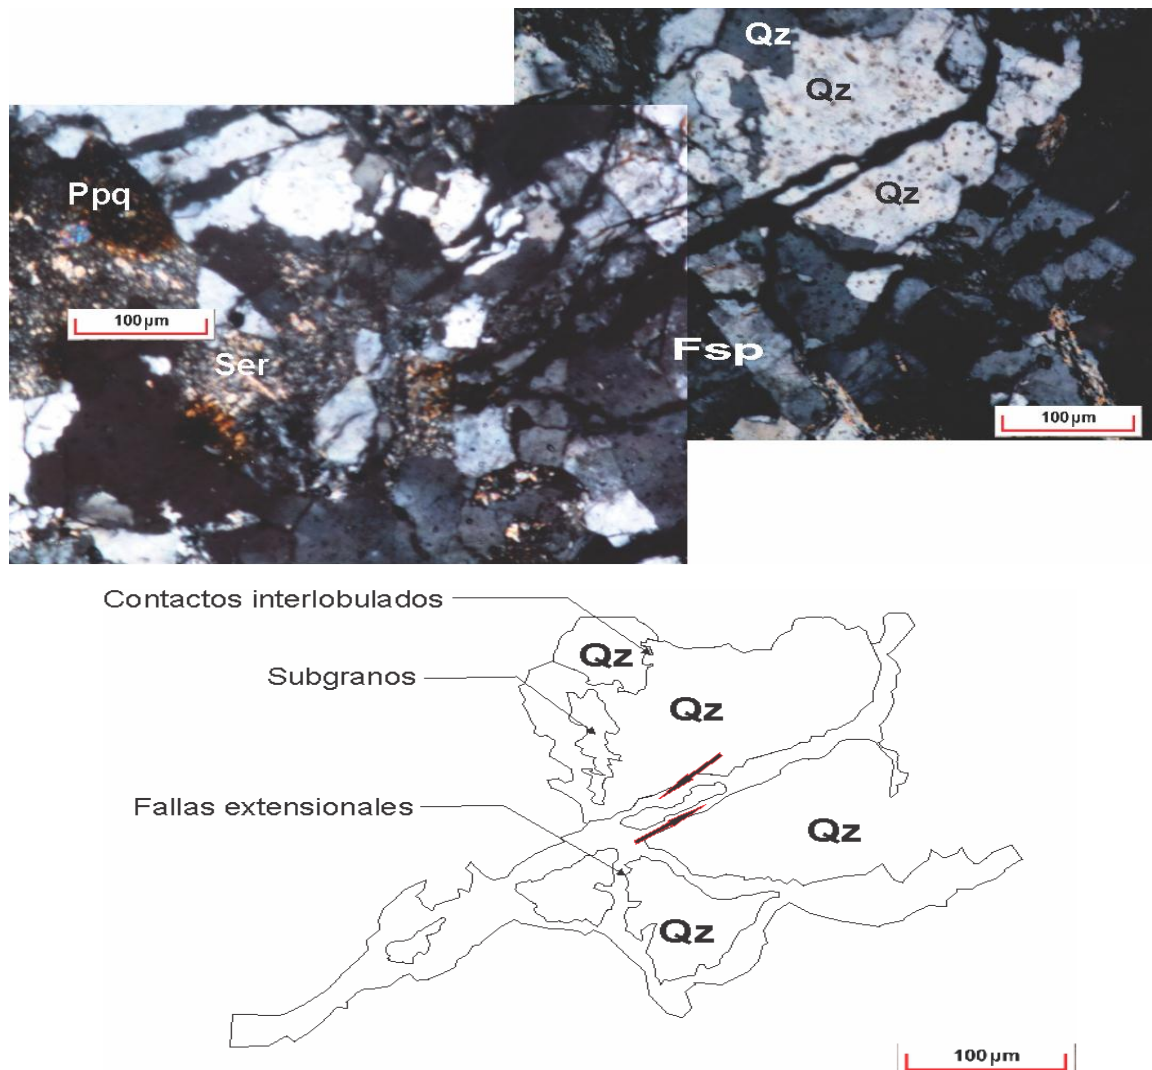 Qz
Qz
Ppq
Qz
100 µm
Ser
Fsp
100 µm
Contactos interlobulados
Qz
Subgranos
Qz
Fallas extensionales
Qz
Qz
100 µm